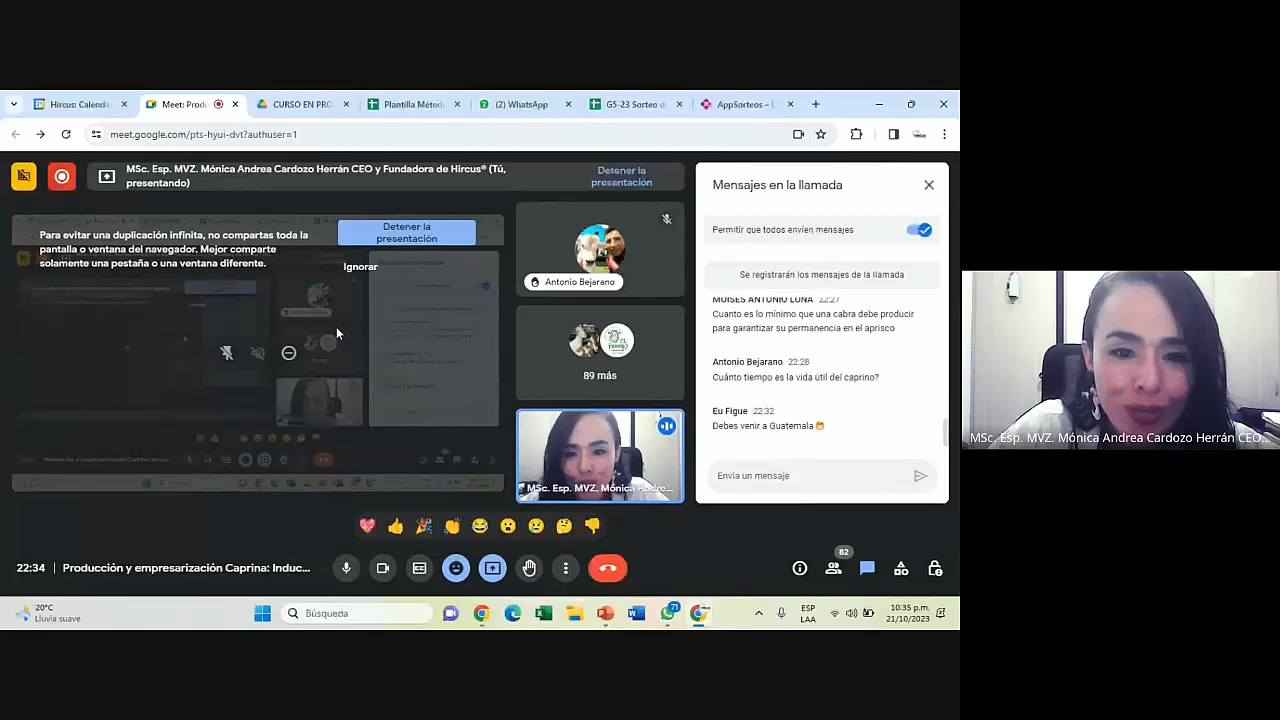 Hircus: Calenda
Meet: Produ
CURSO EN PRO
Plantilla Métod
(2) WhatsApp
G5-23 Sorteo d
AppSorteos – L
meet.google.com/pts-hyui-dvt?authuser=1
MSc. Esp. MVZ. Mónica Andrea Cardozo Herrán CEO y Fundadora de Hircus® (Tú,
presentando)
Detener la
presentación
Para evitar una duplicación infinita, no compartas toda la
pantalla o ventana del navegador. Mejor comparte
solamente una pestaña o una ventana diferente.
Detener la
presentación
Ignorar
Antonio Bejarano
89 más
MSc. Esp. MVZ. Mónica Andre...
Mensajes en la llamada
Permitir que todos envíen mensajes
Se registrarán los mensajes de la llamada
MOISES ANTONIO LUNA 22:27
Cuanto es lo mínimo que una cabra debe producir
para garantizar su permanencia en el aprisco
Antonio Bejarano 22:28
Cuánto tiempo es la vida útil del caprino?
Eu Figue 22:32
Debes venir a Guatemala😁
Envía un mensaje
22:34 | Producción y empresarización Caprina: Induc...
82
20°C
Lluvia suave
Búsqueda
71
ESP
LAA
10:35 p.m.
21/10/2023
MSc. Esp. MVZ. Mónica Andrea Cardozo Herrán CEO...